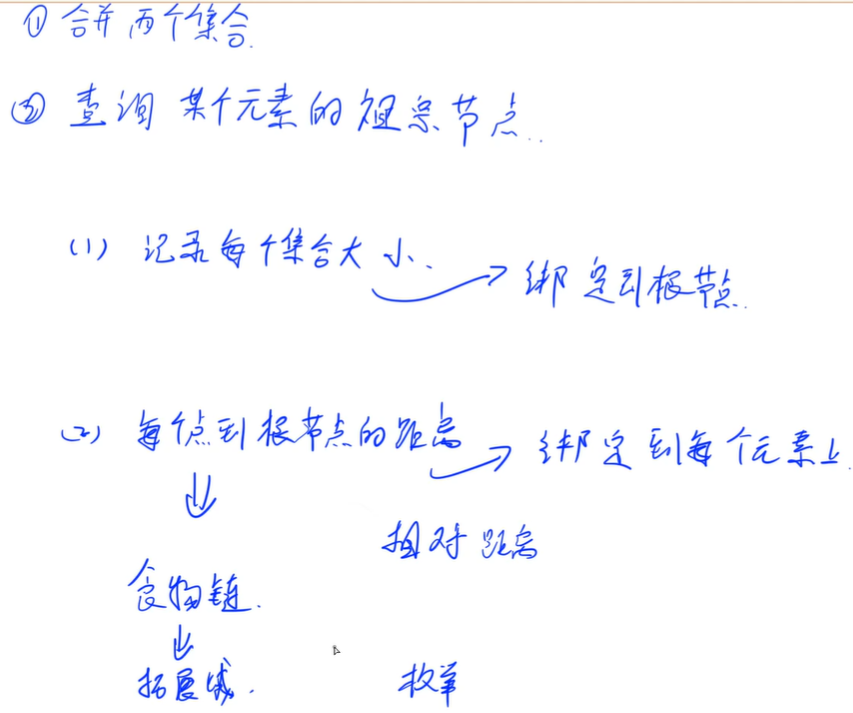 ① 合并两个集合.
② 查询某个元素的祖宗节点..
(1) 记录每个集合大小. → 绑定到根节点..
(2) 每个点到根节点的距离 → 绑定到每个元素上.
⇓ 相对距离
食物链.
⇓
拓展域. 枚举